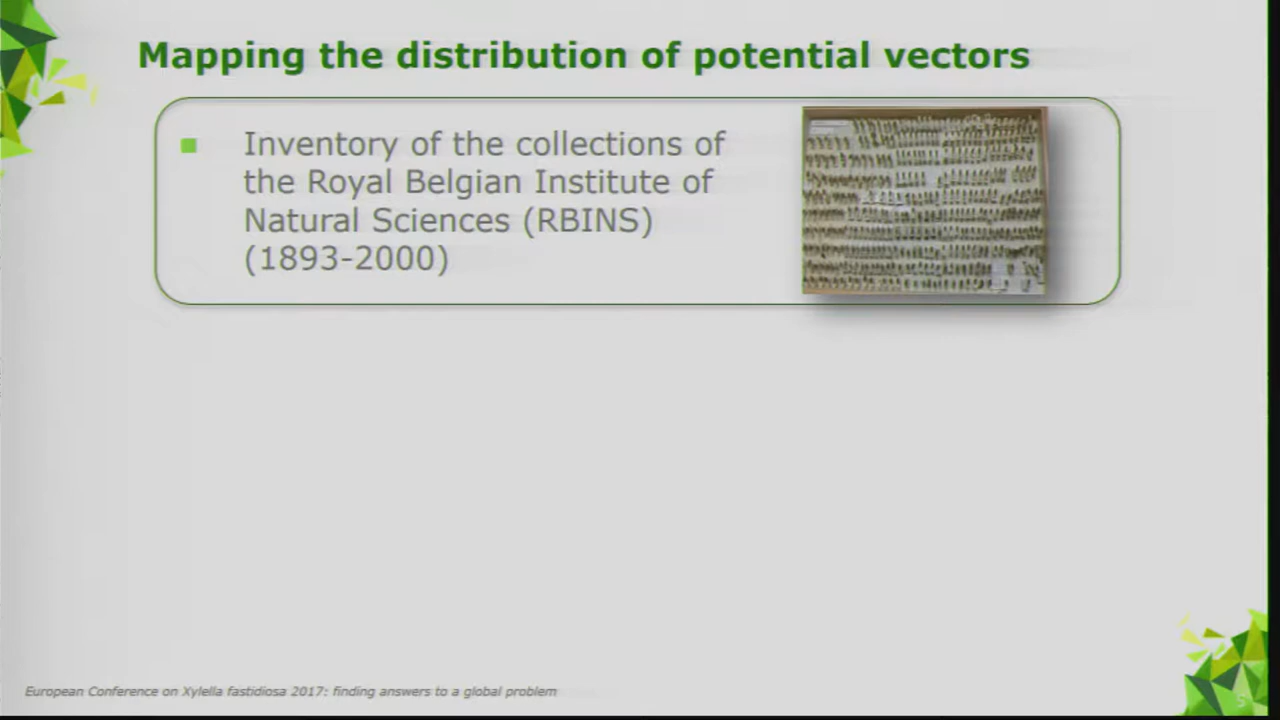 Mapping the distribution of potential vectors
Inventory of the collections of
the Royal Belgian Institute of
Natural Sciences (RBINS)
(1893-2000)
European Conference on Xylella fastidiosa 2017: finding answers to a global problem
5